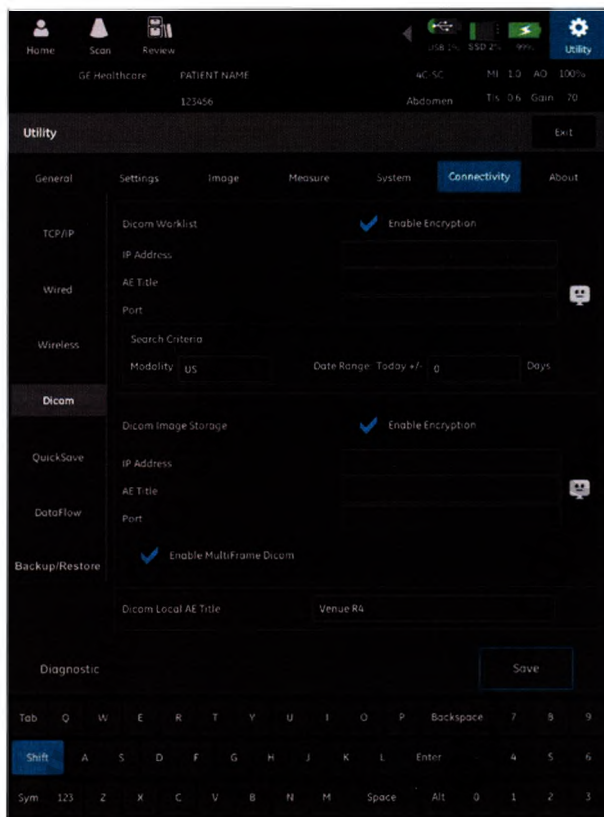 Home Scan Review USB 1% SSD 2% 99% Utility
GE Healthcare PATIENT NAME 4C-SC MI 1.0 AO 100%
123456 Abdomen TIs 0.6 Gain 70
Utility Exit
General Settings Image Measure System Connectivity About
TCP/IP
Wired
Wireless
Dicom
QuickSave
DataFlow
Backup/Restore
Diagnostic
Dicom Worklist Enable Encryption
IP Address
AE Title
Port
Search Criteria
Modality US Date Range Today +/- 0 Days
Dicom Image Storage Enable Encryption
IP Address
AE Title
Port
Enable MultiFrame Dicom
Dicom Local AE Title Venue R4
Save
Tab Q W E R T Y U I O P Backspace 7 8 9
Shift A S D F G H J K L Enter 4 5 6
Sym 123 Z X C V B N M Space Alt 0 1 2 3